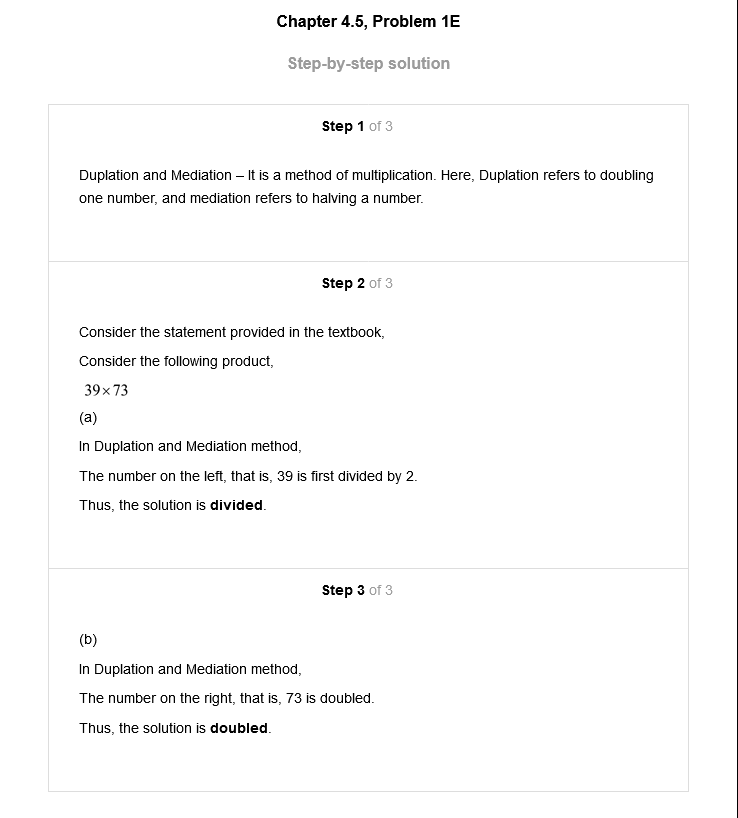 Chapter 4.5, Problem 1E
Step-by-step solution
Step 1 of 3
Duplation and Mediation – It is a method of multiplication. Here, Duplation refers to doubling
one number, and mediation refers to halving a number.
Step 2 of 3
Consider the statement provided in the textbook,
Consider the following product,
39×73
(a)
In Duplation and Mediation method,
The number on the left, that is, 39 is first divided by 2.
Thus, the solution is divided.
Step 3 of 3
(b)
In Duplation and Mediation method,
The number on the right, that is, 73 is doubled.
Thus, the solution is doubled.